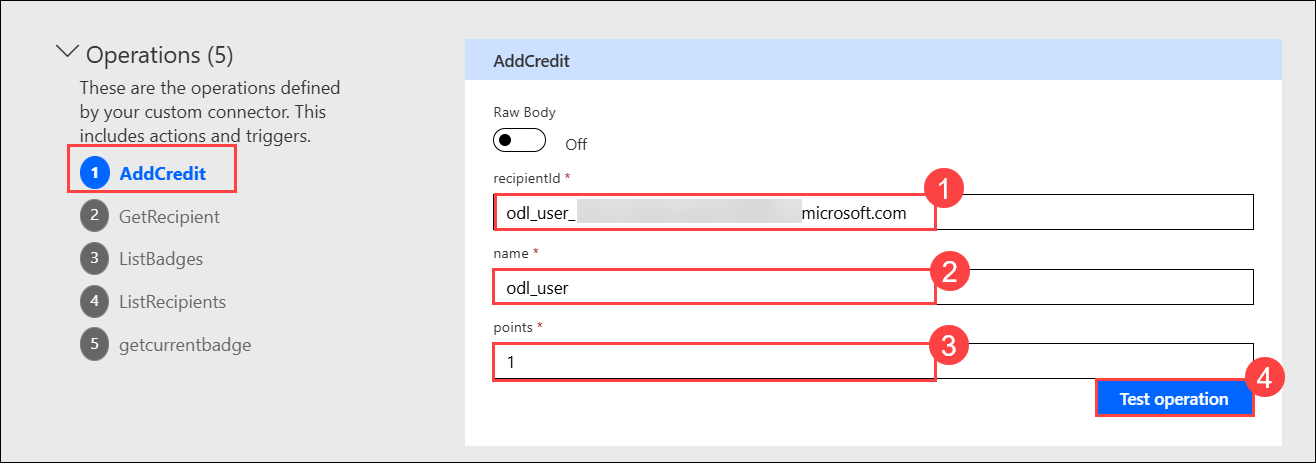 Operations (5)
These are the operations defined
by your custom connector. This
includes actions and triggers.
1 AddCredit
2 GetRecipient
3 ListBadges
4 ListRecipients
5 getcurrentbadge
AddCredit
Raw Body
Off
recipientId *
1
odl_user_ microsoft.com
name *
2
odl_user
points *
3
1
4
Test operation